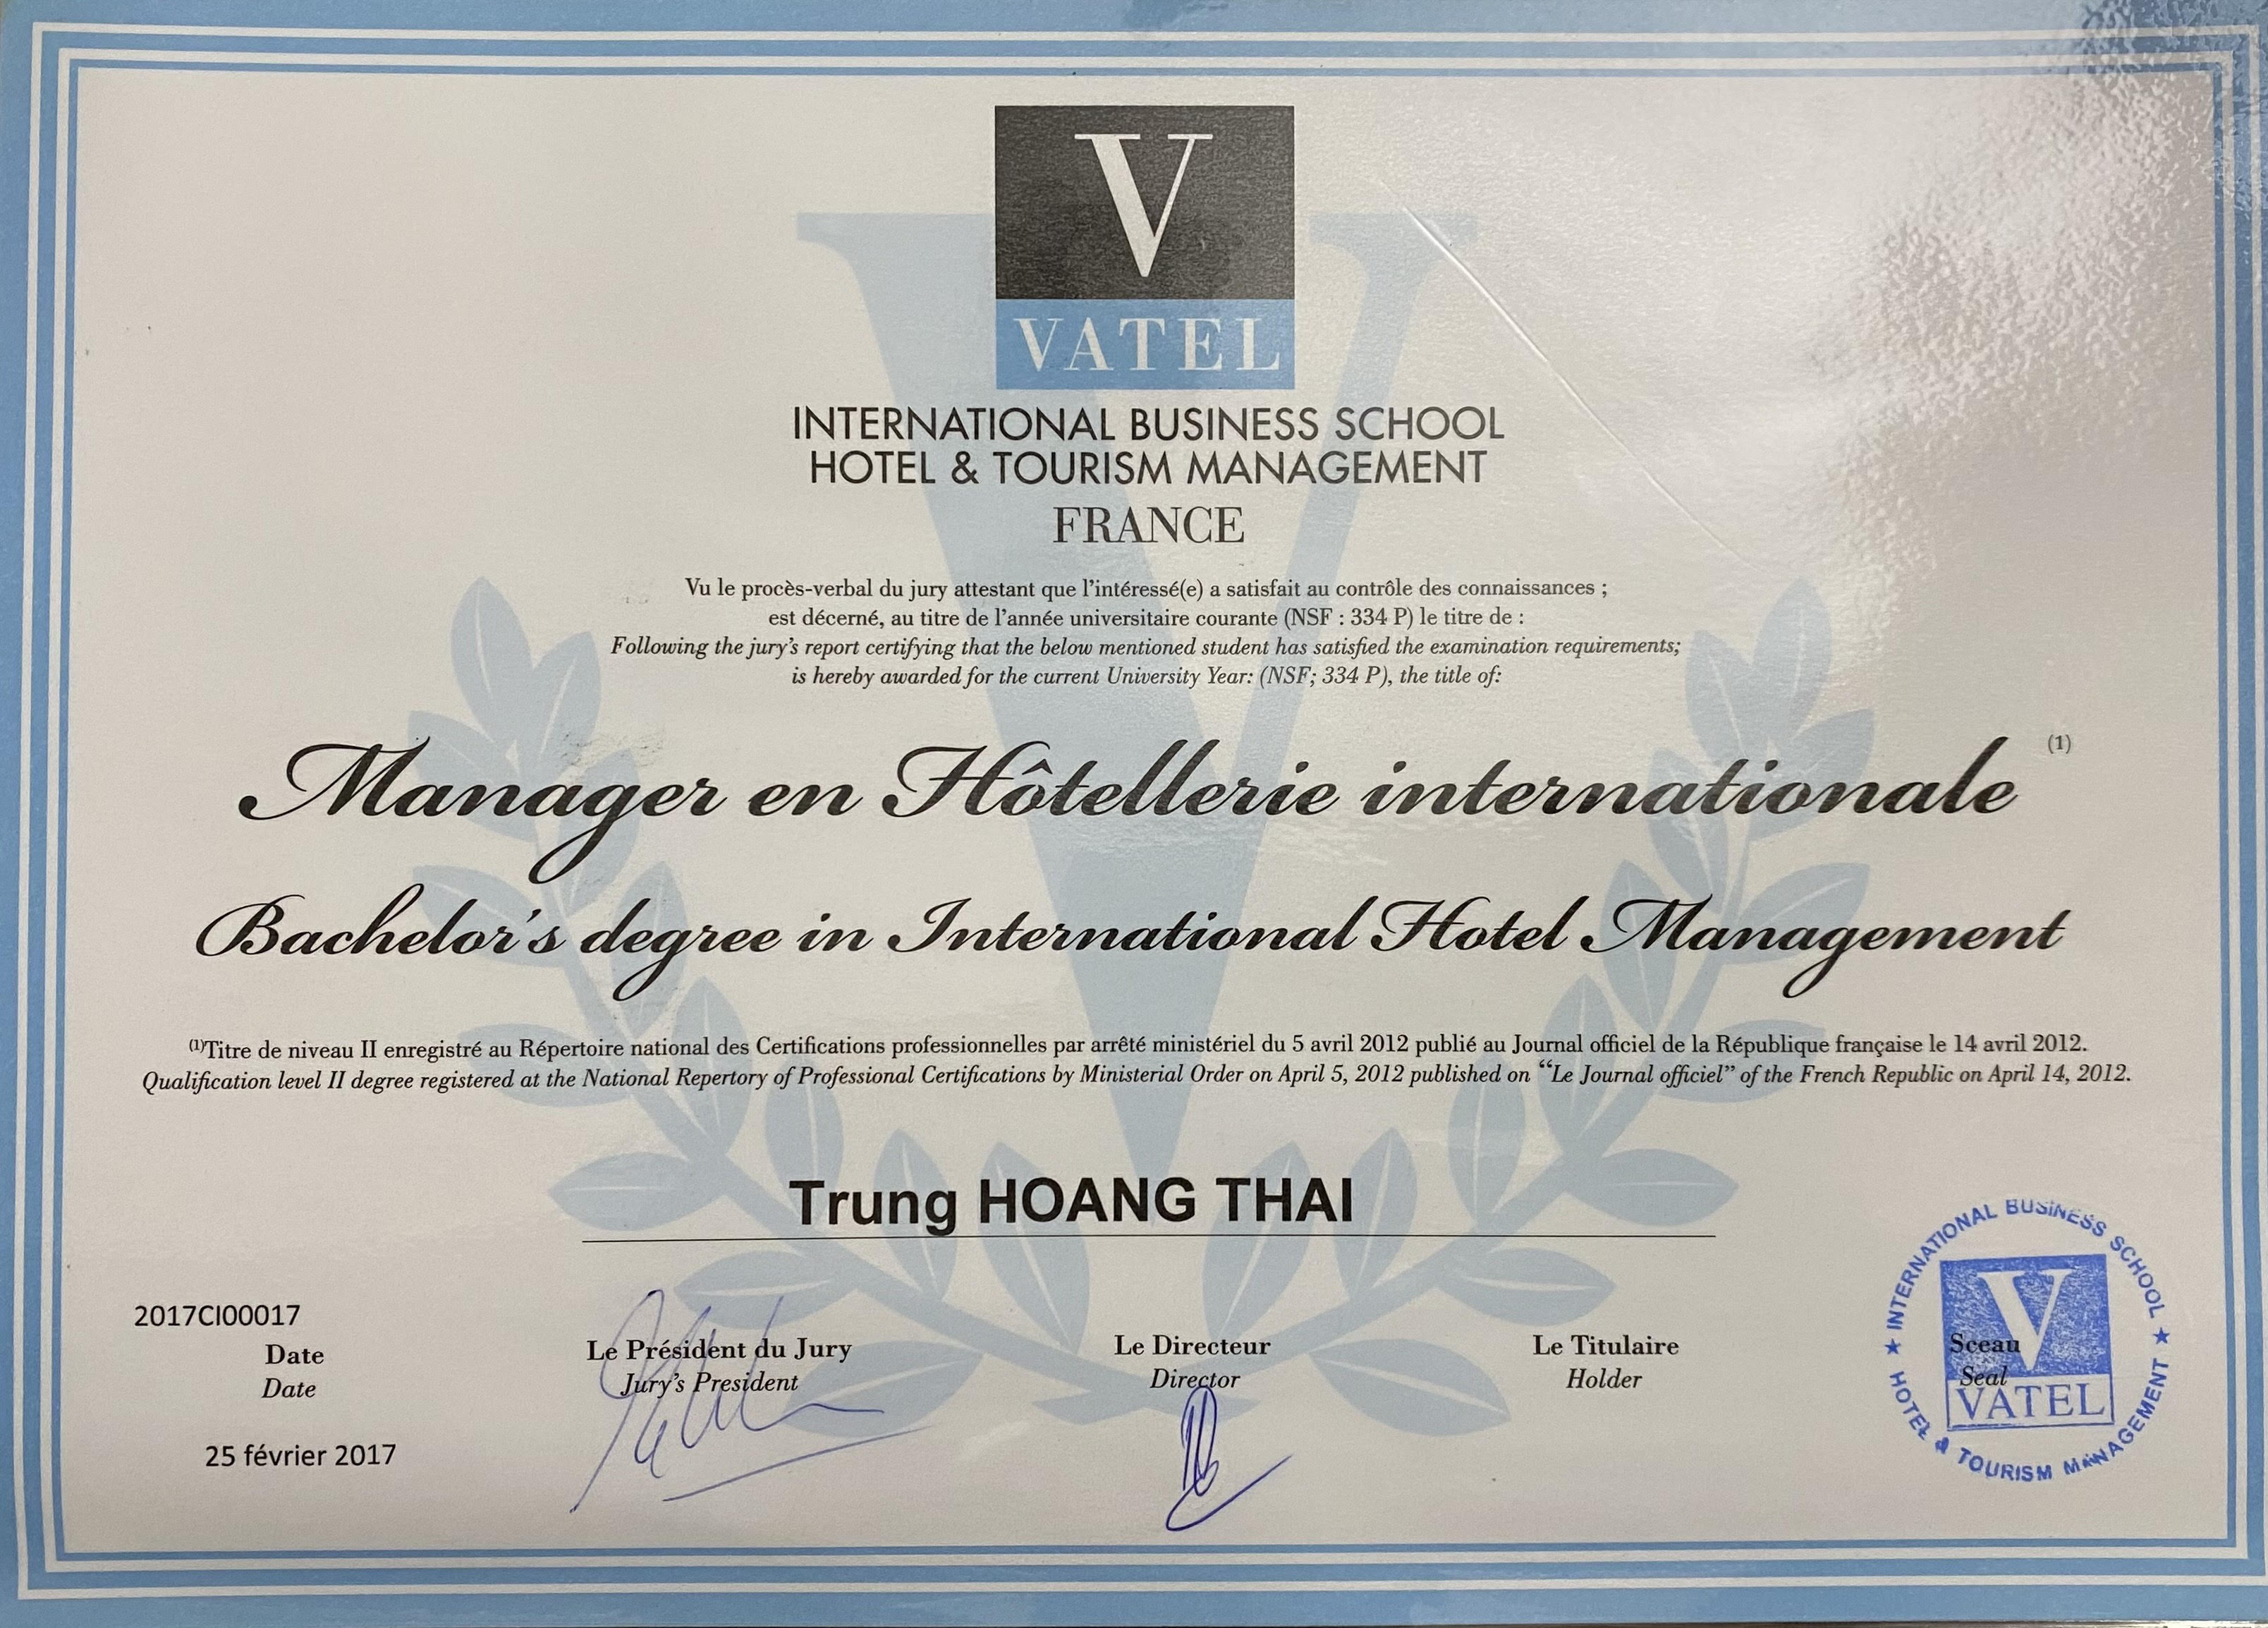 V
VATEL
INTERNATIONAL BUSINESS SCHOOL
HOTEL & TOURISM MANAGEMENT
FRANCE
Vu le procès-verbal du jury attestant que l'intéressé(e) a satisfait au contrôle des connaissances ;
est décerné, au titre de l'année universitaire courante (NSF : 334 P) le titre de :
Following the jury's report certifying that the below mentioned student has satisfied the examination requirements;
is hereby awarded for the current University Year: (NSF; 334 P), the title of:
Manager en Hôtellerie internationale (1)
Bachelor's degree in International Hotel Management
(1)Titre de niveau II enregistré au Répertoire national des Certifications professionnelles par arrêté ministériel du 5 avril 2012 publié au Journal officiel de la République française le 14 avril 2012.
Qualification level II degree registered at the National Repertory of Professional Certifications by Ministerial Order on April 5, 2012 published on “Le Journal officiel” of the French Republic on April 14, 2012.
Trung HOANG THAI
2017CI00017
Date
Date
25 février 2017
Le Président du Jury
Jury's President
Le Directeur
Director
Le Titulaire
Holder
Sceau
Seal
★ INTERNATIONAL BUSINESS SCHOOL ★
HOTEL & TOURISM MANAGEMENT
V
VATEL